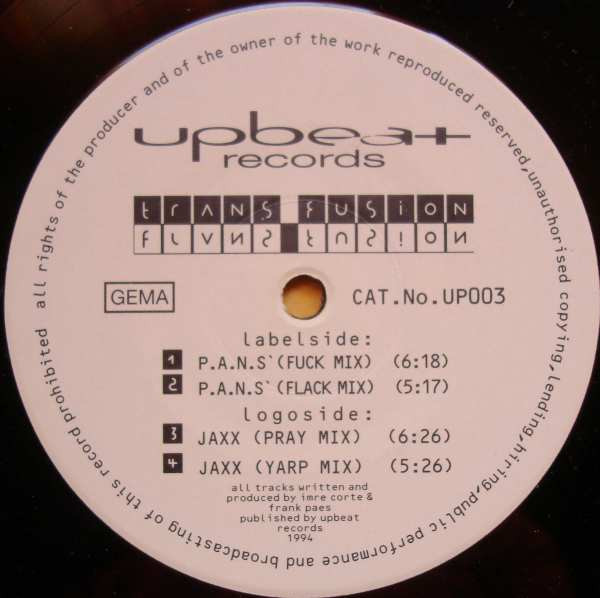 all rights of the producer and of the owner of the work reproduced reserved, unauthorised copying, lending, hiring, public performance and broadcasting of this record prohibited
upbeat
records
trans fusion
GEMA
CAT.No.UP003
labelside:
1 P.A.N.S`(FUCK MIX) (6:18)
2 P.A.N.S`(FLACK MIX) (5:17)
logoside:
3 JAXX (PRAY MIX) (6:26)
4 JAXX (YARP MIX) (5:26)
all tracks written and
produced by imre corte &
frank paes
published by upbeat
records
1994